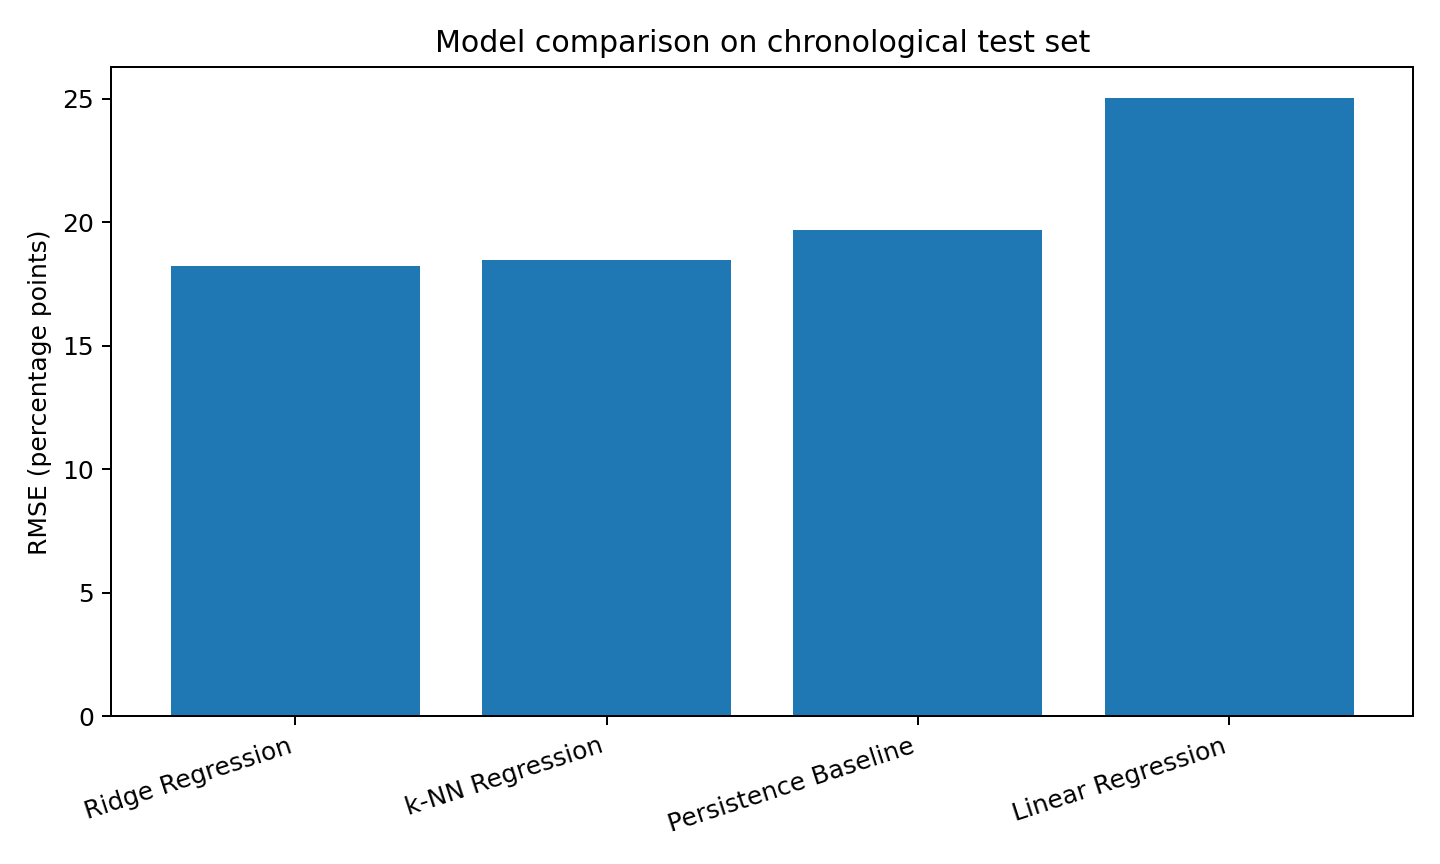 Model comparison on chronological test set
RMSE (percentage points)
25
20
15
10
5
0
Ridge Regression
k-NN Regression
Persistence Baseline
Linear Regression